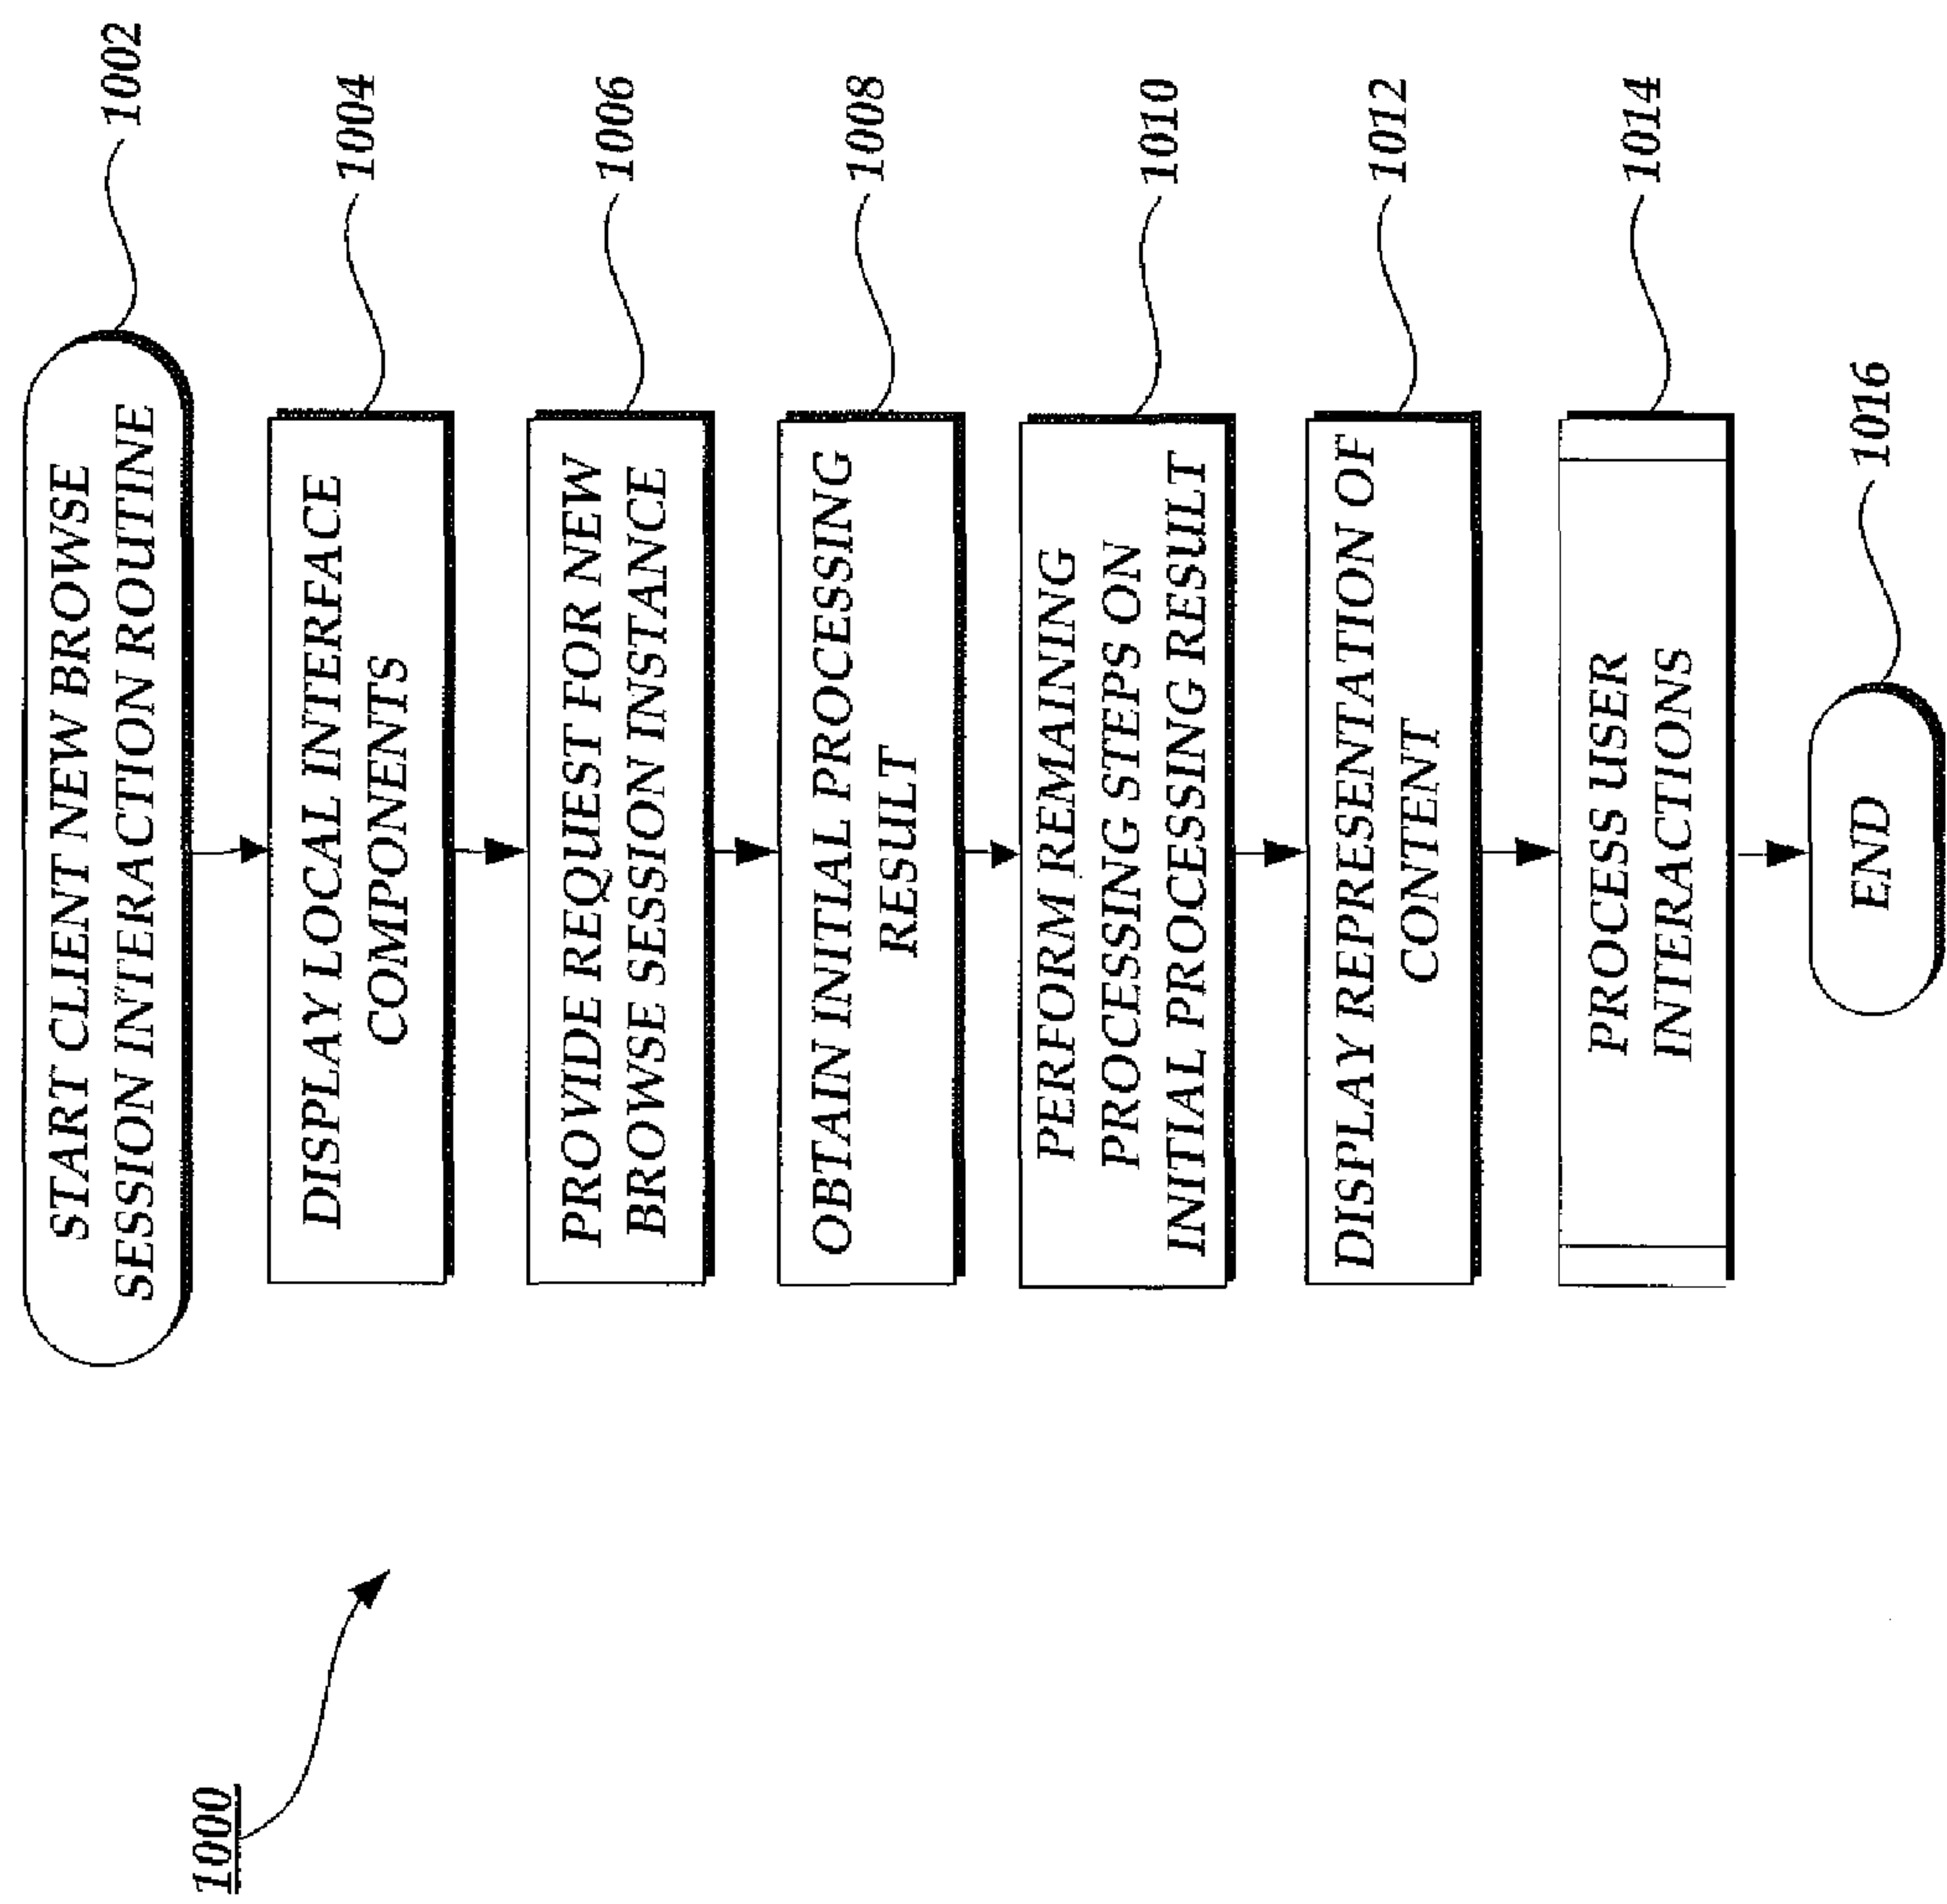 START CLIENT NEW BROWSE
SESSION INTERACTION ROUTINE
1002
DISPLAY LOCAL INTERFACE
COMPONENTS
1004
PROVIDE REQUEST FOR NEW
BROWSE SESSION INSTANCE
1006
OBTAIN INITIAL PROCESSING
RESULT
1008
PERFORM REMAINING
PROCESSING STEPS ON
INITIAL PROCESSING RESULT
1010
DISPLAY REPRESENTATION OF
CONTENT
1012
PROCESS USER
INTERACTIONS
1014
END
1016
1000